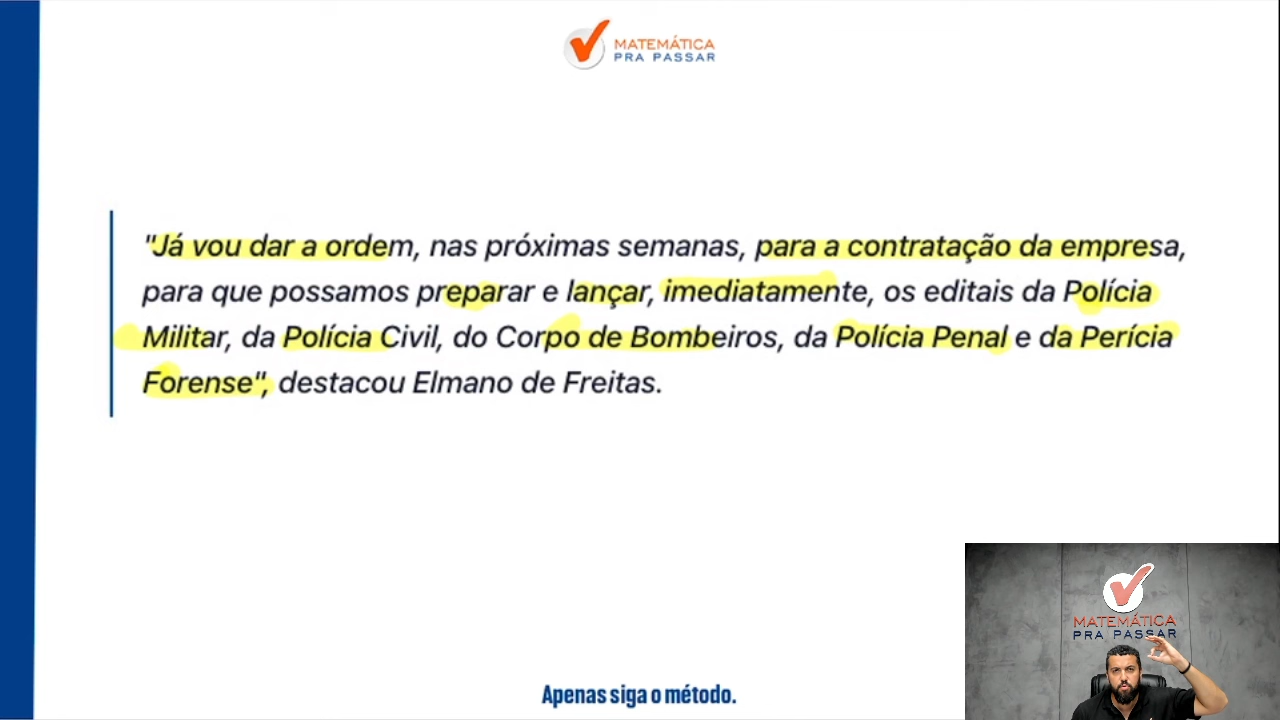 MATEMÁTICA
PRA PASSAR
"Já vou dar a ordem, nas próximas semanas, para a contratação da empresa,
para que possamos preparar e lançar, imediatamente, os editais da Polícia
Militar, da Polícia Civil, do Corpo de Bombeiros, da Polícia Penal e da Perícia
Forense", destacou Elmano de Freitas.
MATEMÁTICA
PRA PASSAR
Apenas siga o método.